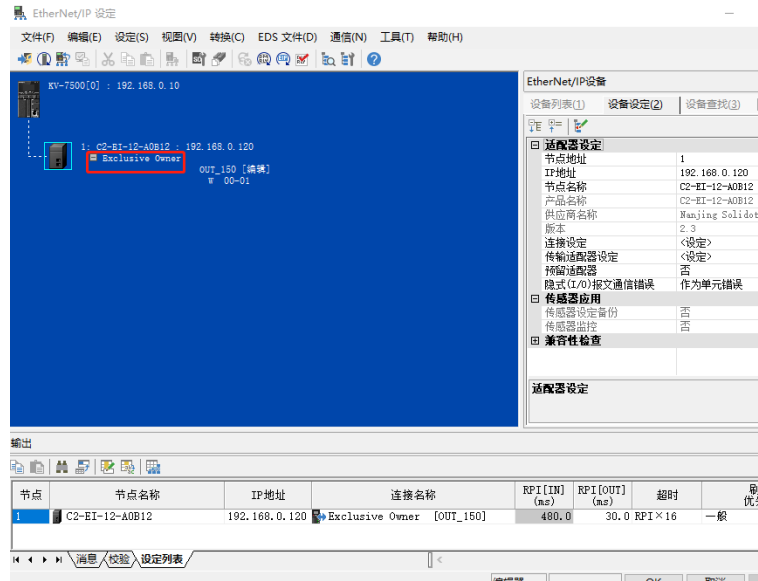 EtherNet/IP 设定
文件(F) 编辑(E) 设定(S) 视图(V) 转换(C) EDS 文件(D) 通信(N) 工具(T) 帮助(H)
KV-7500[0] : 192.168.0.10
1: C2-EI-12-A0B12 : 192.168.0.120
Exclusive Owner
OUT_150 [编辑]
W 00-01
EtherNet/IP设备
设备列表(1) 设备设定(2) 设备查找(3)
适配器设定
节点地址 1
IP地址 192.168.0.120
节点名称 C2-EI-12-A0B12
产品名称 C2-EI-12-A0B12
供应商名称 Nanjing Solidot
版本 2.3
连接设定 <设定>
传输适配器设定 <设定>
预留适配器 否
隐式(I/O)报文通信错误 作为单元错误
传感器应用
传感器设定备份 否
传感器监控 否
兼容性检查
适配器设定
输出
节点 节点名称 IP地址 连接名称 RPI[IN] (ms) RPI[OUT] (ms) 超时
1 C2-EI-12-A0B12 192.168.0.120 Exclusive Owner [OUT_150] 480.0 30.0 RPI×16 一般
消息 校验 设定列表